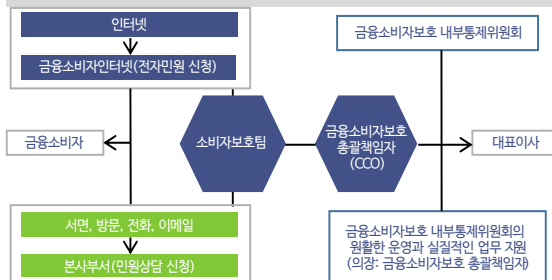 인터넷
금융소비자인터넷(전자민원 신청)
금융소비자보호 내부통제위원회
금융소비자
소비자보호팀
금융소비자보호
총괄책임자
(CCO)
대표이사
서면, 방문, 전화, 이메일
본사부서(민원상담 신청)
금융소비자보호 내부통제위원회의
원활한 운영과 실질적인 업무 지원
(의장: 금융소비자보호 총괄책임자)